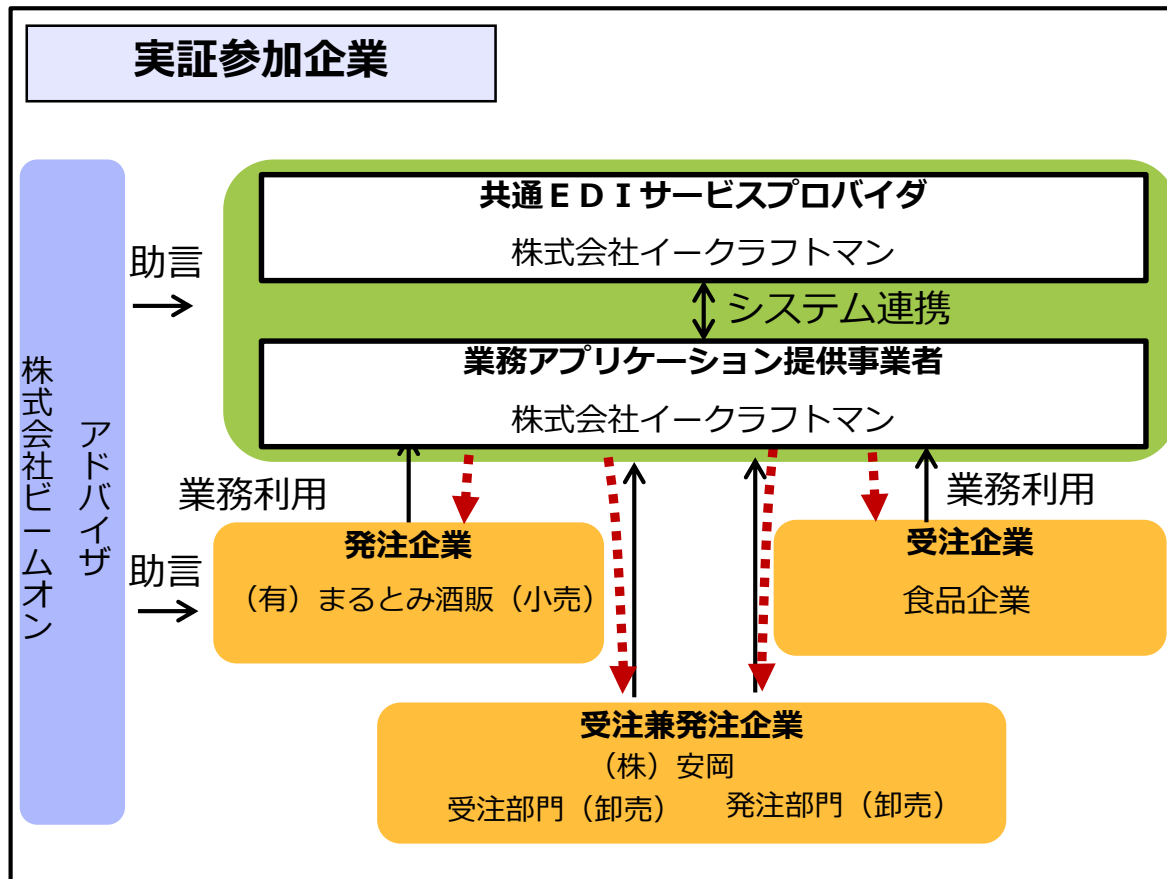 実証参加企業
共通ＥＤＩサービスプロバイダ
株式会社イークラフトマン
助言
システム連携
業務アプリケーション提供事業者
株式会社イークラフトマン
アドバイザ
株式会社ビームオン
業務利用
業務利用
助言
発注企業
（有）まるとみ酒販（小売）
受注企業
食品企業
受注兼発注企業
（株）安岡
受注部門（卸売）
発注部門（卸売）